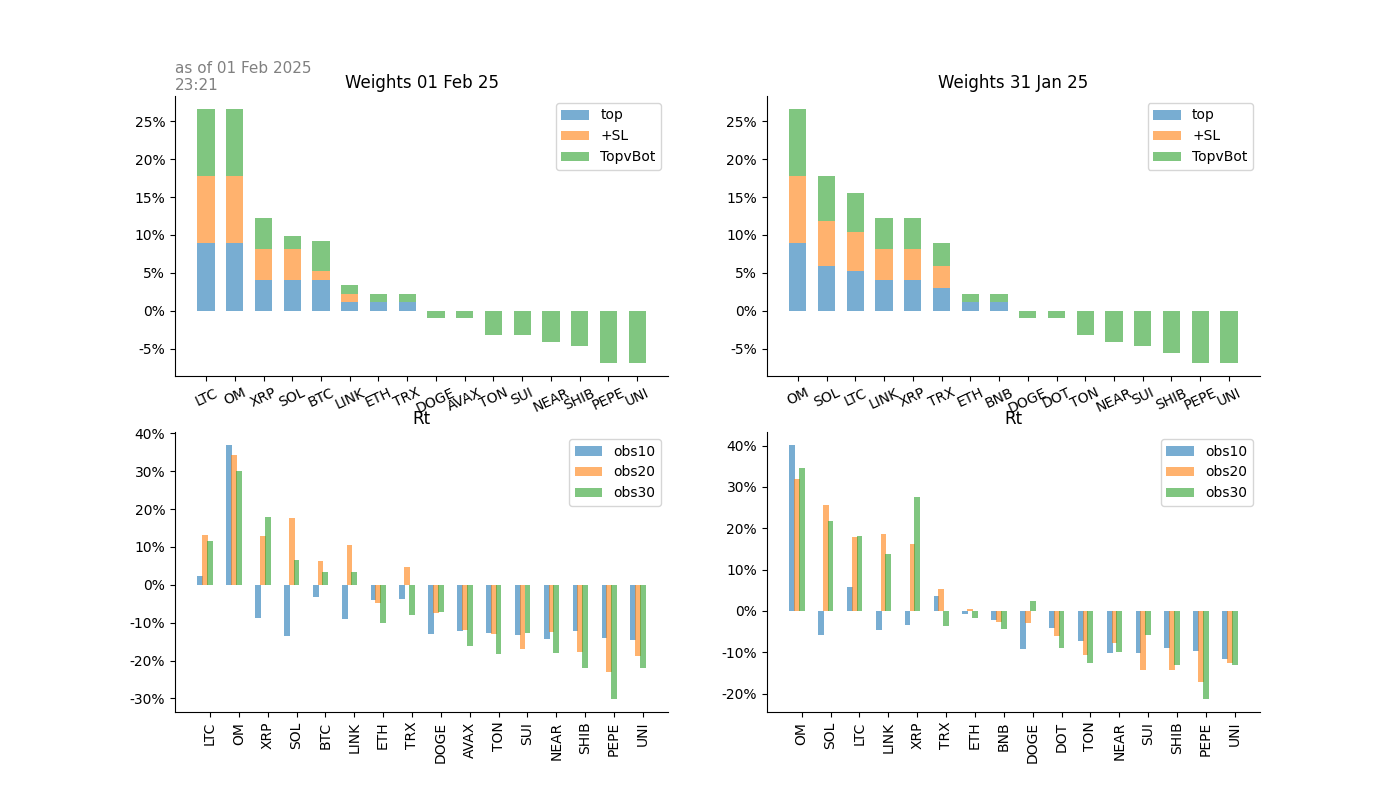 as of 01 Feb 2025
23:21
Weights 01 Feb 25
25%
20%
15%
10%
5%
0%
-5%
top
+SL
TopvBot
LTC OM XRP SOL BTC LINK ETH TRX DOGE AVAX TON SUI NEAR SHIB PEPE UNI
Weights 31 Jan 25
25%
20%
15%
10%
5%
0%
-5%
top
+SL
TopvBot
OM SOL LTC LINK XRP TRX ETH BNB DOGE DOT TON NEAR SUI SHIB PEPE UNI
Rt
40%
30%
20%
10%
0%
-10%
-20%
-30%
obs10
obs20
obs30
LTC OM XRP SOL BTC LINK ETH TRX DOGE AVAX TON SUI NEAR SHIB PEPE UNI
Rt
40%
30%
20%
10%
0%
-10%
-20%
obs10
obs20
obs30
OM SOL LTC LINK XRP TRX ETH BNB DOGE DOT TON NEAR SUI SHIB PEPE UNI